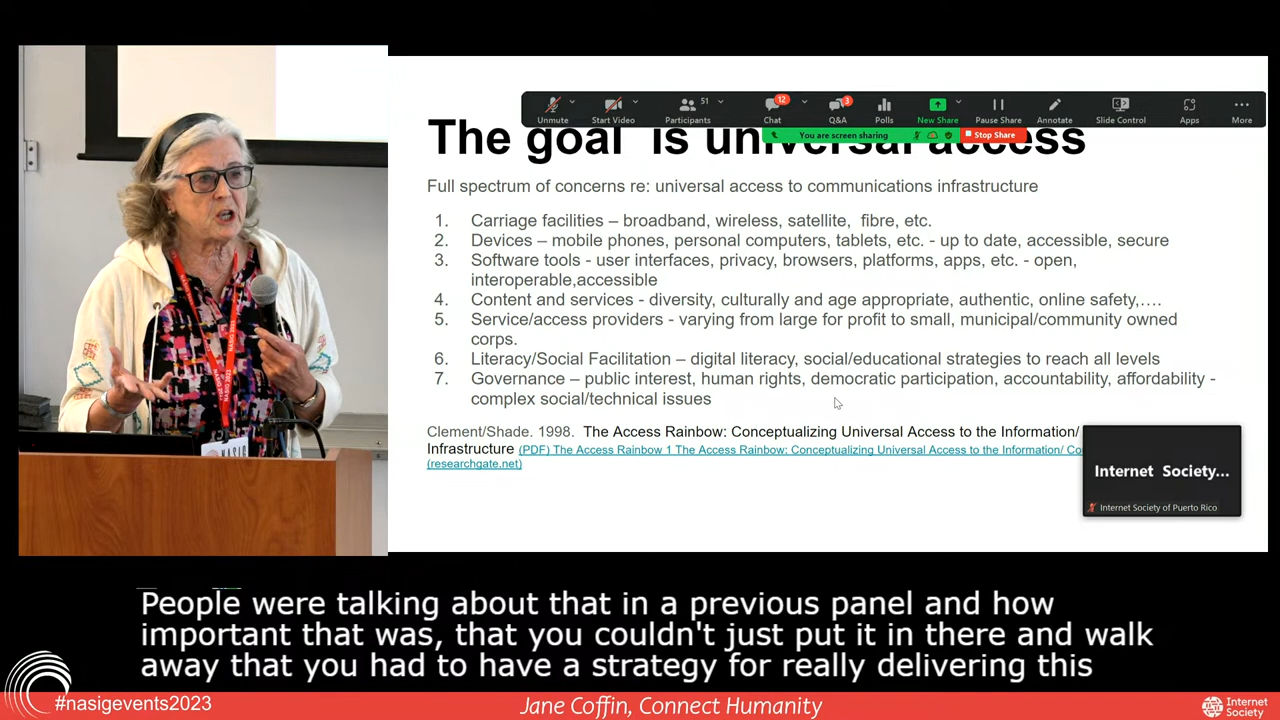 Unmute
Start Video
Participants
51
Chat
12
Q&A
3
Polls
New Share
Pause Share
Annotate
Slide Control
Apps
More
You are screen sharing
Stop Share
The goal is universal access
Full spectrum of concerns re: universal access to communications infrastructure
1. Carriage facilities – broadband, wireless, satellite, fibre, etc.
2. Devices – mobile phones, personal computers, tablets, etc. - up to date, accessible, secure
3. Software tools - user interfaces, privacy, browsers, platforms, apps, etc. - open,
interoperable,accessible
4. Content and services - diversity, culturally and age appropriate, authentic, online safety,….
5. Service/access providers - varying from large for profit to small, municipal/community owned
corps.
6. Literacy/Social Facilitation – digital literacy, social/educational strategies to reach all levels
7. Governance – public interest, human rights, democratic participation, accountability, affordability -
complex social/technical issues
Clement/Shade. 1998. The Access Rainbow: Conceptualizing Universal Access to the Information/
Infrastructure (PDF) The Access Rainbow 1 The Access Rainbow: Conceptualizing Universal Access to the Information/ Co
(researchgate.net)
Internet Society...
Internet Society of Puerto Rico
NASIG 2023
NASIG
People were talking about that in a previous panel and how
important that was, that you couldn't just put it in there and walk
away that you had to have a strategy for really delivering this
#nasigevents2023
Jane Coffin, Connect Humanity
Internet
Society